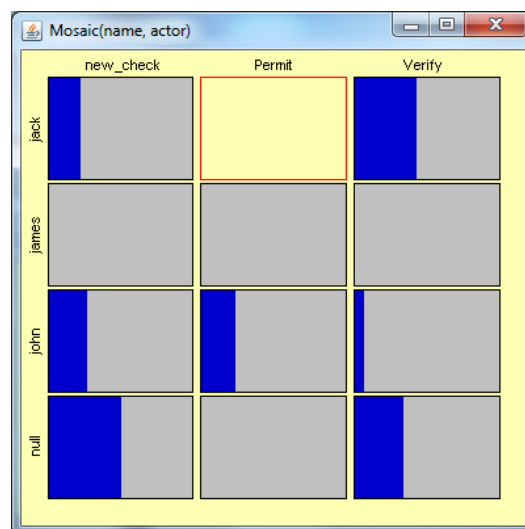 Mosaic(name, actor)
new_check Permit Verify
jack
james
john
null